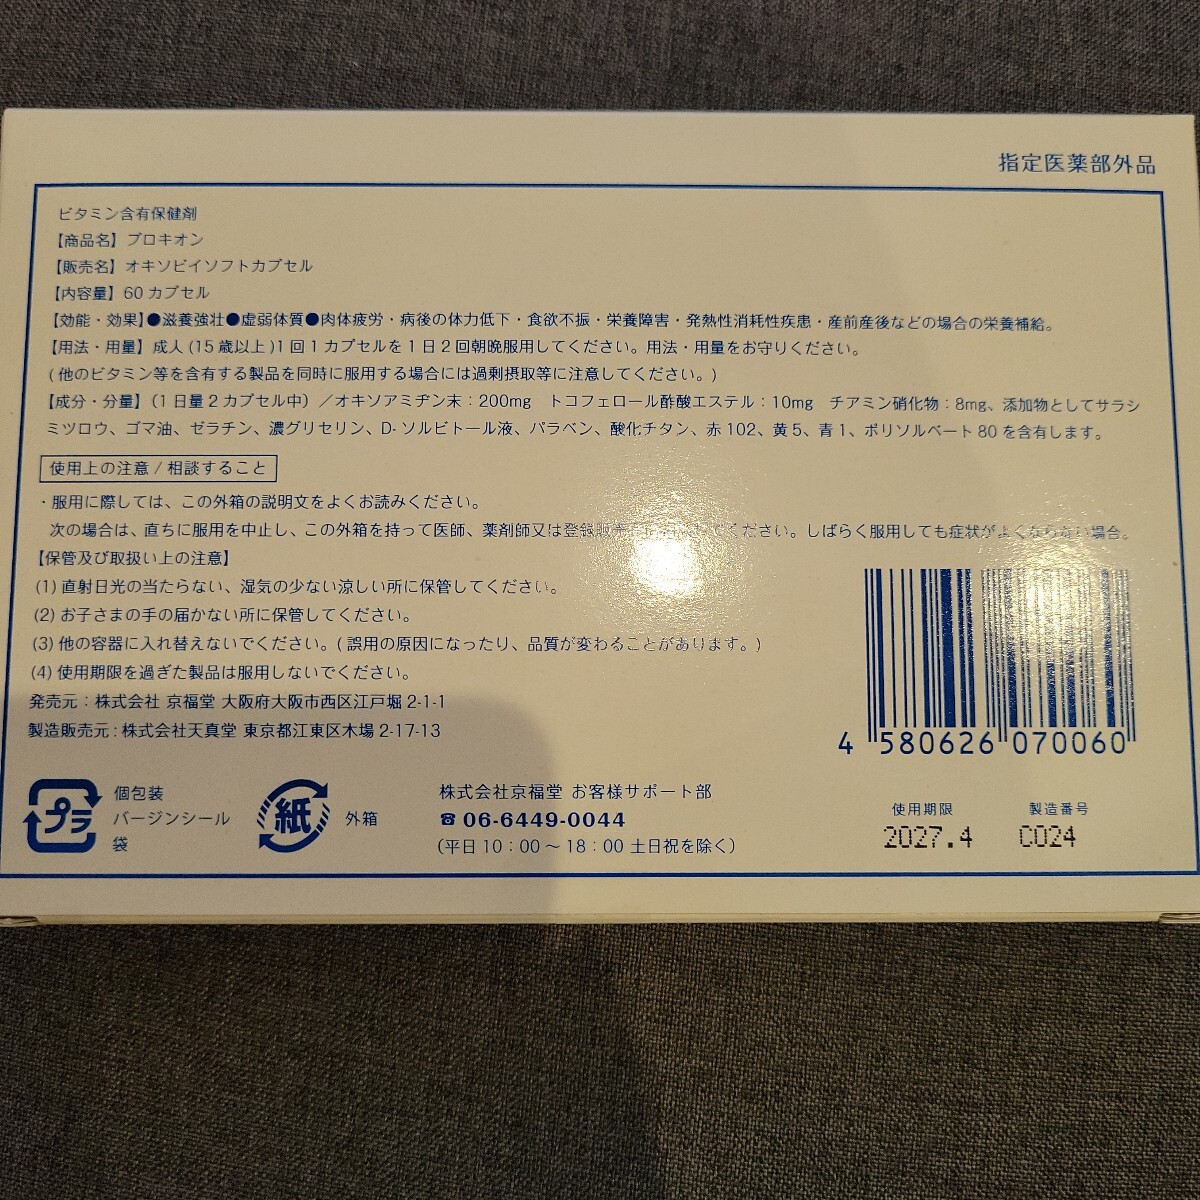 指定医薬部外品
ビタミン含有保健剤
【商品名】プロキオン
【販売名】オキソビイソフトカプセル
【内容量】60 カプセル
【効能・効果】●滋養強壮●虚弱体質●肉体疲労・病後の体力低下・食欲不振・栄養障害・発熱性消耗性疾患・産前産後などの場合の栄養補給。
【用法・用量】成人 (15 歳以上)1 回 1 カプセルを 1 日 2 回朝晩服用してください。用法・用量をお守りください。
(他のビタミン等を含有する製品を同時に服用する場合には過剰摂取等に注意してください。)
【成分・分量】(1 日量 2 カプセル中) ／オキソアミヂン末：200mg トコフェロール酢酸エステル：10mg チアミン硝化物：8mg、添加物としてサラシ
ミツロウ、ゴマ油、ゼラチン、濃グリセリン、D- ソルビトール液、パラベン、酸化チタン、赤 102、黄 5、青 1、ポリソルベート 80 を含有します。
使用上の注意 / 相談すること
・服用に際しては、この外箱の説明文をよくお読みください。
次の場合は、直ちに服用を中止し、この外箱を持って医師、薬剤師又は登録販売ください。しばらく服用しても症状がよくならない場合。
【保管及び取扱い上の注意】
(1) 直射日光の当たらない、湿気の少ない涼しい所に保管してください。
(2) お子さまの手の届かない所に保管してください。
(3) 他の容器に入れ替えないでください。( 誤用の原因になったり、品質が変わることがあります。)
(4) 使用期限を過ぎた製品は服用しないでください。
発売元：株式会社 京福堂 大阪府大阪市西区江戸堀 2-1-1
製造販売元：株式会社天真堂 東京都江東区木場 2-17-13
4 580626 070060
プラ
個包装
バージンシール
袋
紙
外箱
株式会社京福堂 お客様サポート部
☎ 06-6449-0044
(平日 10：00 ～ 18：00 土日祝を除く)
使用期限 製造番号
2027.4 C024